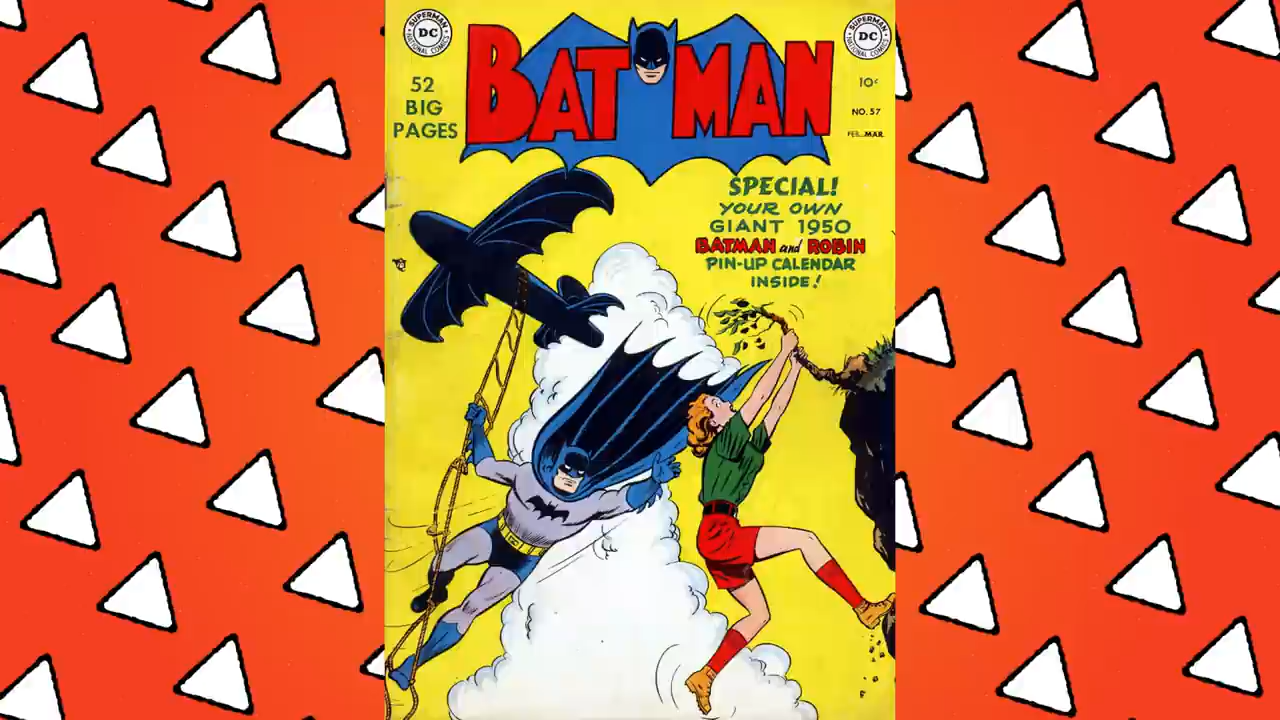 SUPERMAN
DC
NATIONAL COMICS
BATMAN
SUPERMAN
DC
NATIONAL COMICS
52
BIG
PAGES
10¢
NO. 57
FEB.-MAR.
SPECIAL!
YOUR OWN
GIANT 1950
BATMAN and ROBIN
PIN-UP CALENDAR
INSIDE!